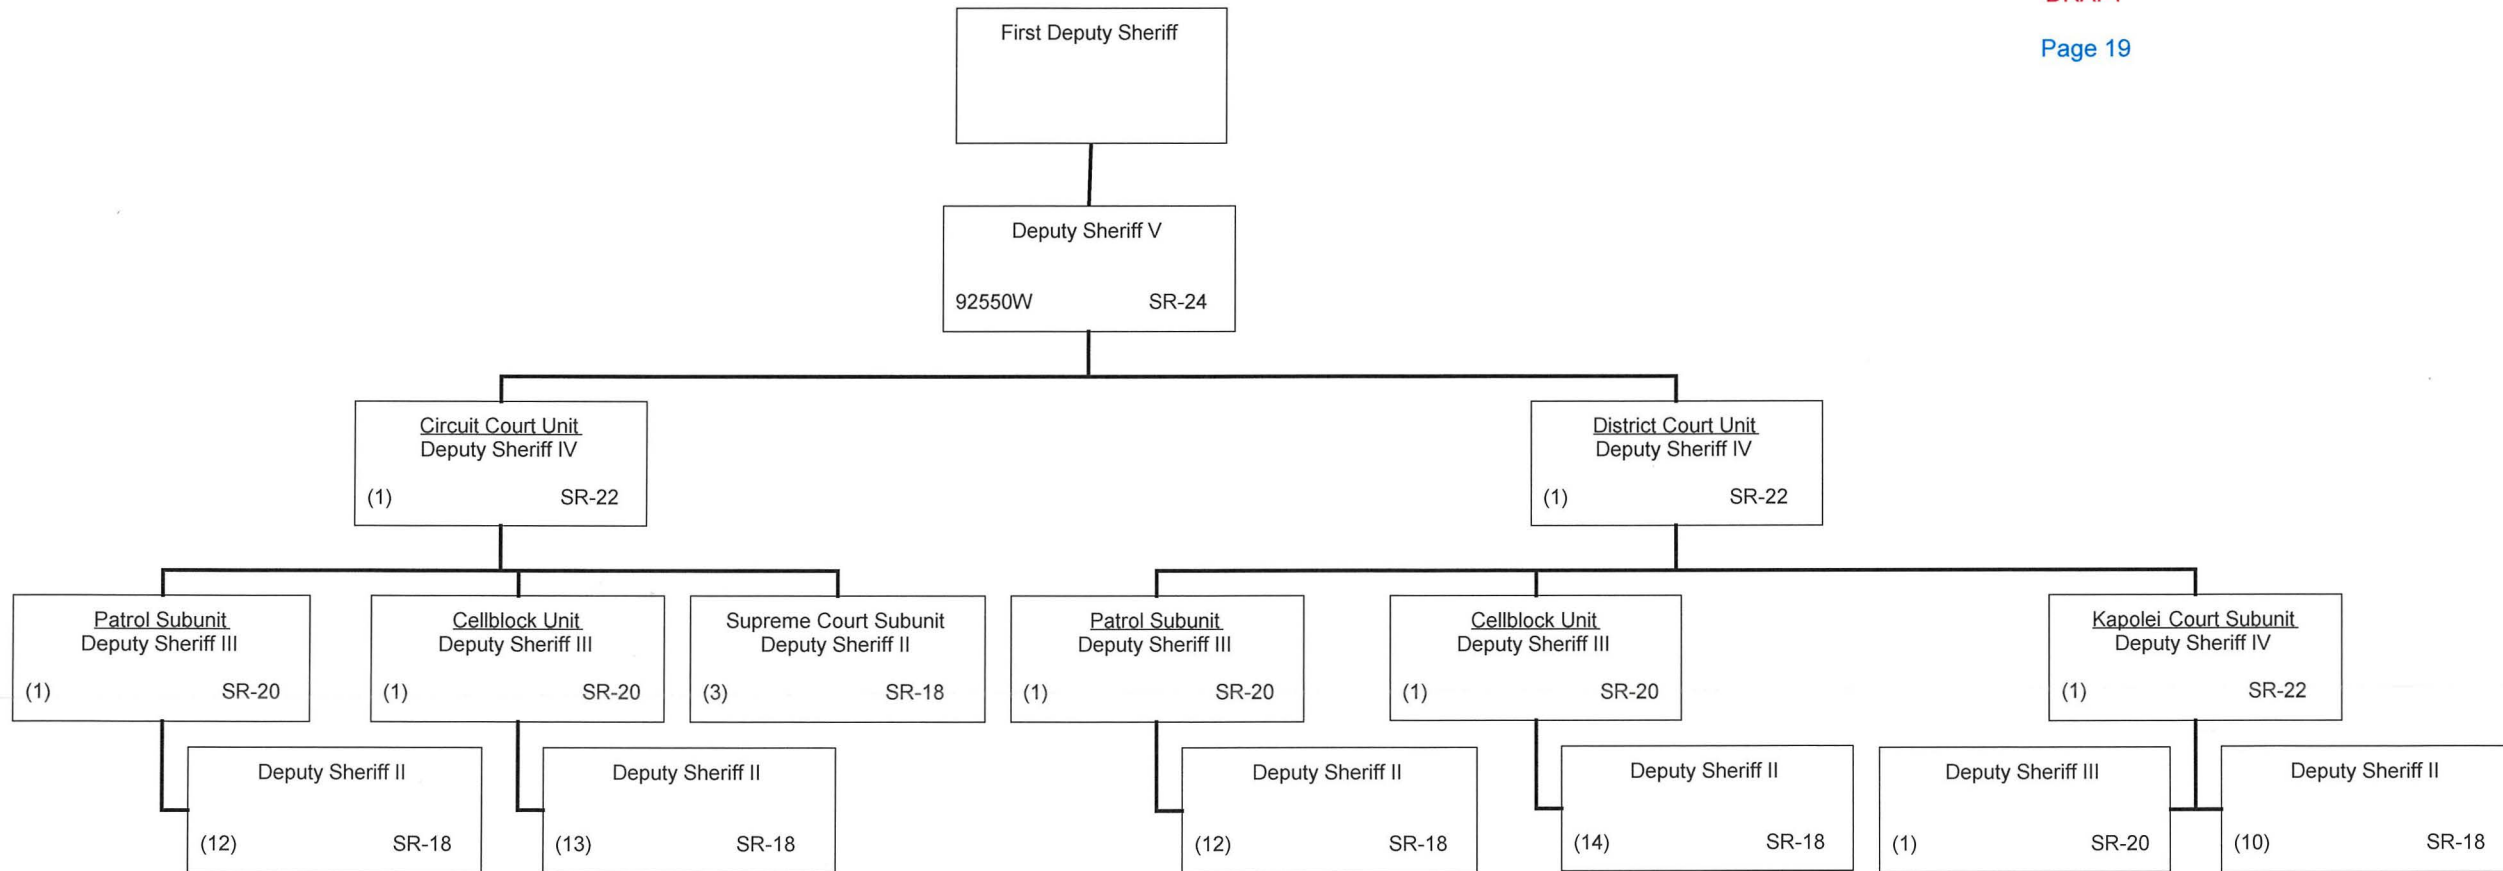 Page 19
First Deputy Sheriff
Deputy Sheriff V
92550W SR-24
Circuit Court Unit
Deputy Sheriff IV
(1) SR-22
District Court Unit
Deputy Sheriff IV
(1) SR-22
Patrol Subunit
Deputy Sheriff III
(1) SR-20
Cellblock Unit
Deputy Sheriff III
(1) SR-20
Supreme Court Subunit
Deputy Sheriff II
(3) SR-18
Patrol Subunit
Deputy Sheriff III
(1) SR-20
Cellblock Unit
Deputy Sheriff III
(1) SR-20
Kapolei Court Subunit
Deputy Sheriff IV
(1) SR-22
Deputy Sheriff II
(12) SR-18
Deputy Sheriff II
(13) SR-18
Deputy Sheriff II
(12) SR-18
Deputy Sheriff II
(14) SR-18
Deputy Sheriff III
(1) SR-20
Deputy Sheriff II
(10) SR-18